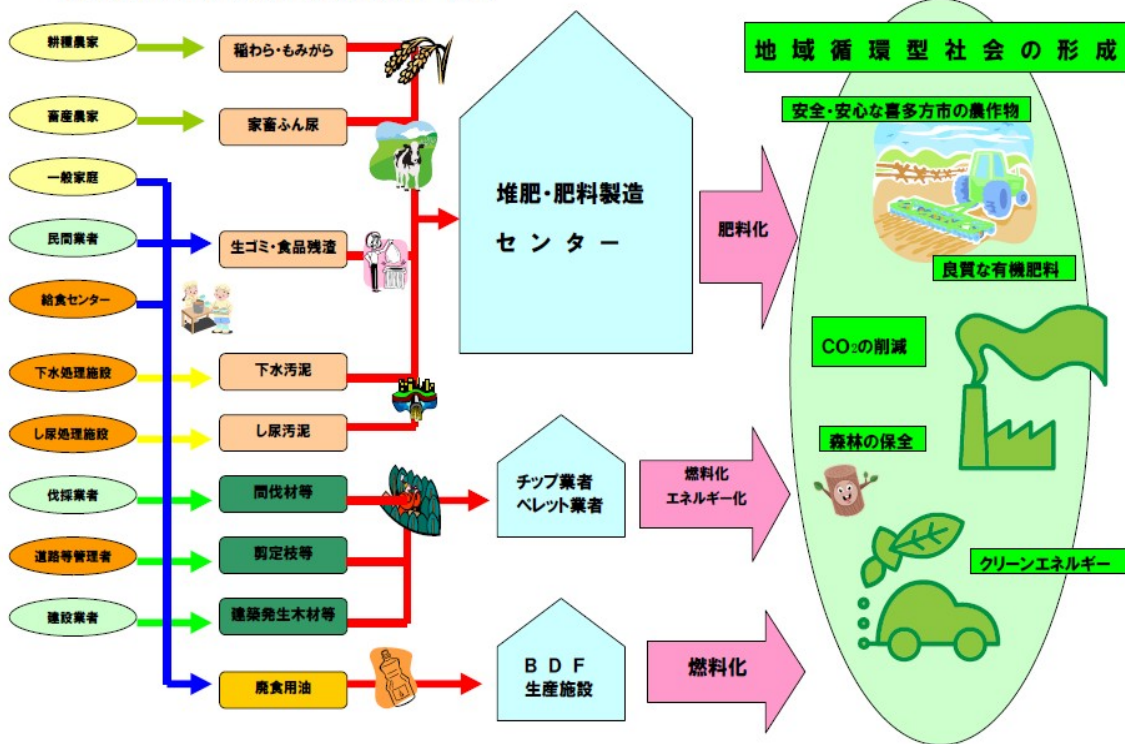 耕種農家
畜産農家
一般家庭
民間業者
給食センター
下水処理施設
し尿処理施設
伐採業者
道路等管理者
建設業者
稲わら・もみがら
家畜ふん尿
生ゴミ・食品残渣
下水汚泥
し尿汚泥
間伐材等
剪定枝等
建築発生木材等
廃食用油
堆肥・肥料製造
センター
チップ業者
ペレット業者
BDF
生産施設
肥料化
燃料化
エネルギー化
燃料化
地域循環型社会の形成
安全・安心な喜多方市の農作物
良質な有機肥料
CO₂の削減
森林の保全
クリーンエネルギー